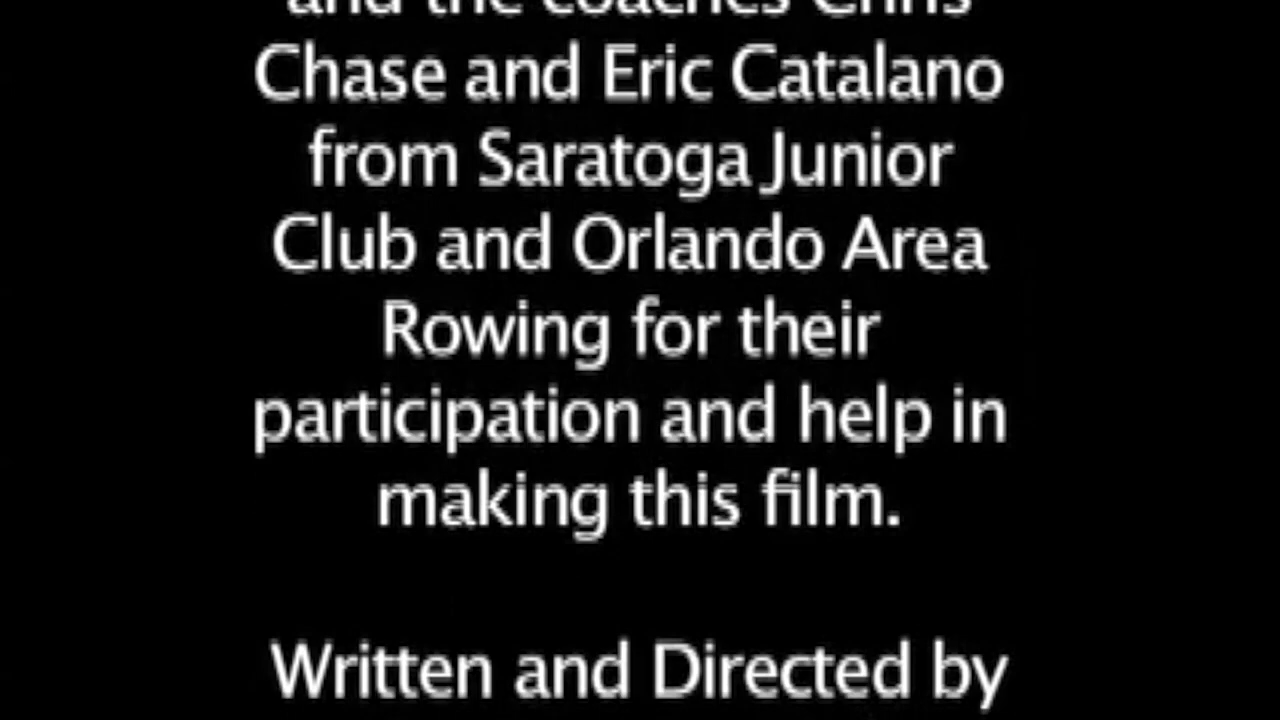 and the coaches Chris
Chase and Eric Catalano
from Saratoga Junior
Club and Orlando Area
Rowing for their
participation and help in
making this film.
Written and Directed by